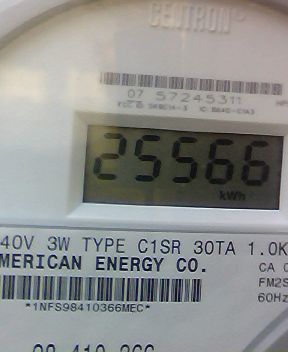 CENTRON
07 57245311
25566
kWh
40V 3W TYPE C1SR 30TA 1.0K
MERICAN ENERGY CO.
CA 0
FM2S
60Hz
*1NFS98410366MEC*